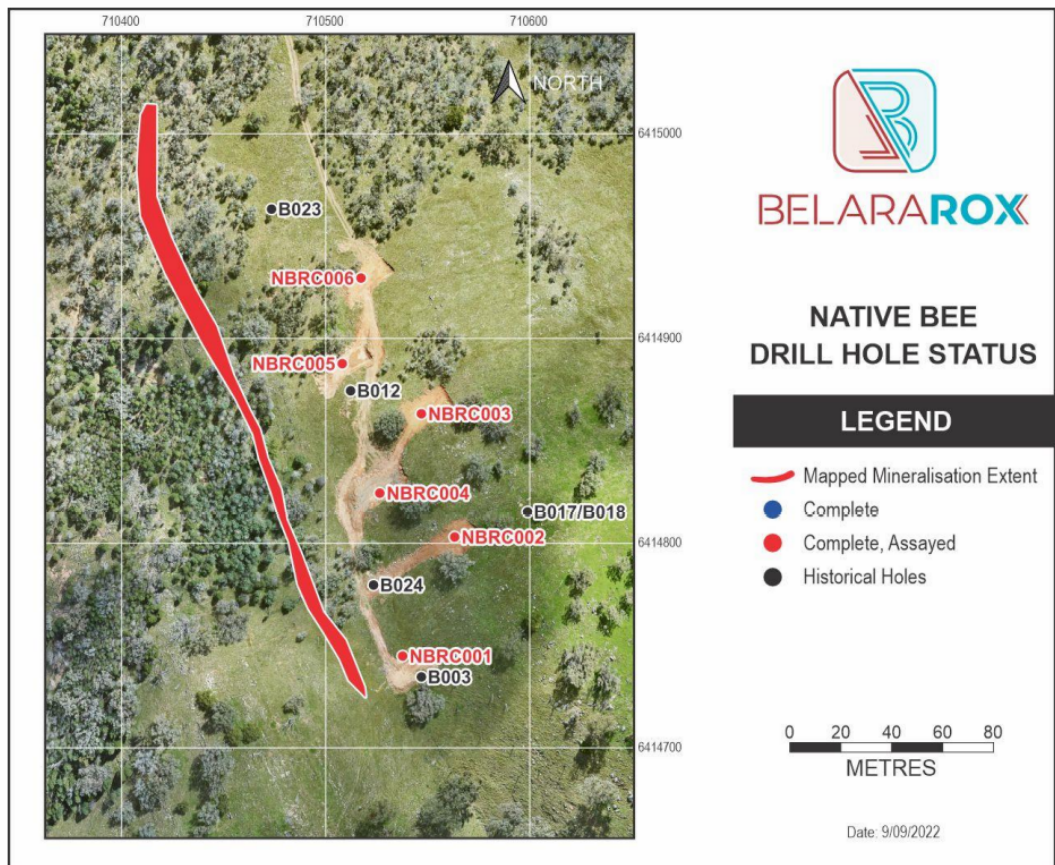 710400
710500
710600
NORTH
6415000
B023
NBRC006
6414900
NBRC005
B012
NBRC003
NBRC004
B017/B018
NBRC002
6414800
B024
NBRC001
B003
6414700
BELARAROX
NATIVE BEE
DRILL HOLE STATUS
LEGEND
Mapped Mineralisation Extent
Complete
Complete, Assayed
Historical Holes
0 20 40 60 80
METRES
Date: 9/09/2022